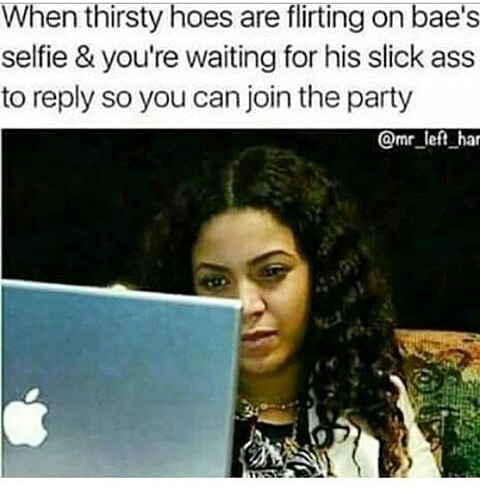 When thirsty hoes are flirting on bae's
selfie & you're waiting for his slick ass
to reply so you can join the party
@mr_left_har